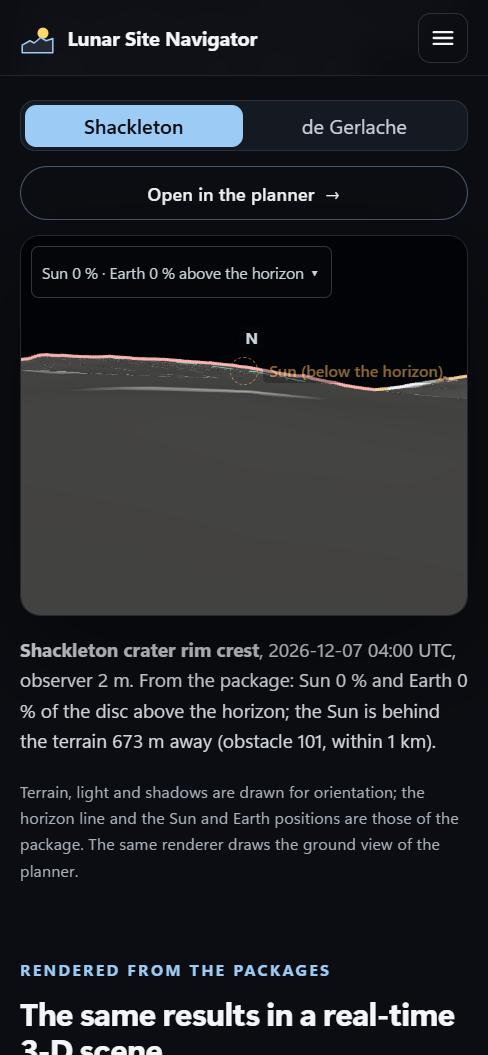 Lunar Site Navigator
Shackleton
de Gerlache
Open in the planner →
Sun 0 % · Earth 0 % above the horizon ▾
N
Sun (below the horizon)
Shackleton crater rim crest, 2026-12-07 04:00 UTC,
observer 2 m. From the package: Sun 0 % and Earth 0
% of the disc above the horizon; the Sun is behind
the terrain 673 m away (obstacle 101, within 1 km).
Terrain, light and shadows are drawn for orientation; the
horizon line and the Sun and Earth positions are those of the
package. The same renderer draws the ground view of the
planner.
RENDERED FROM THE PACKAGES
The same results in a real-time
3-D scene